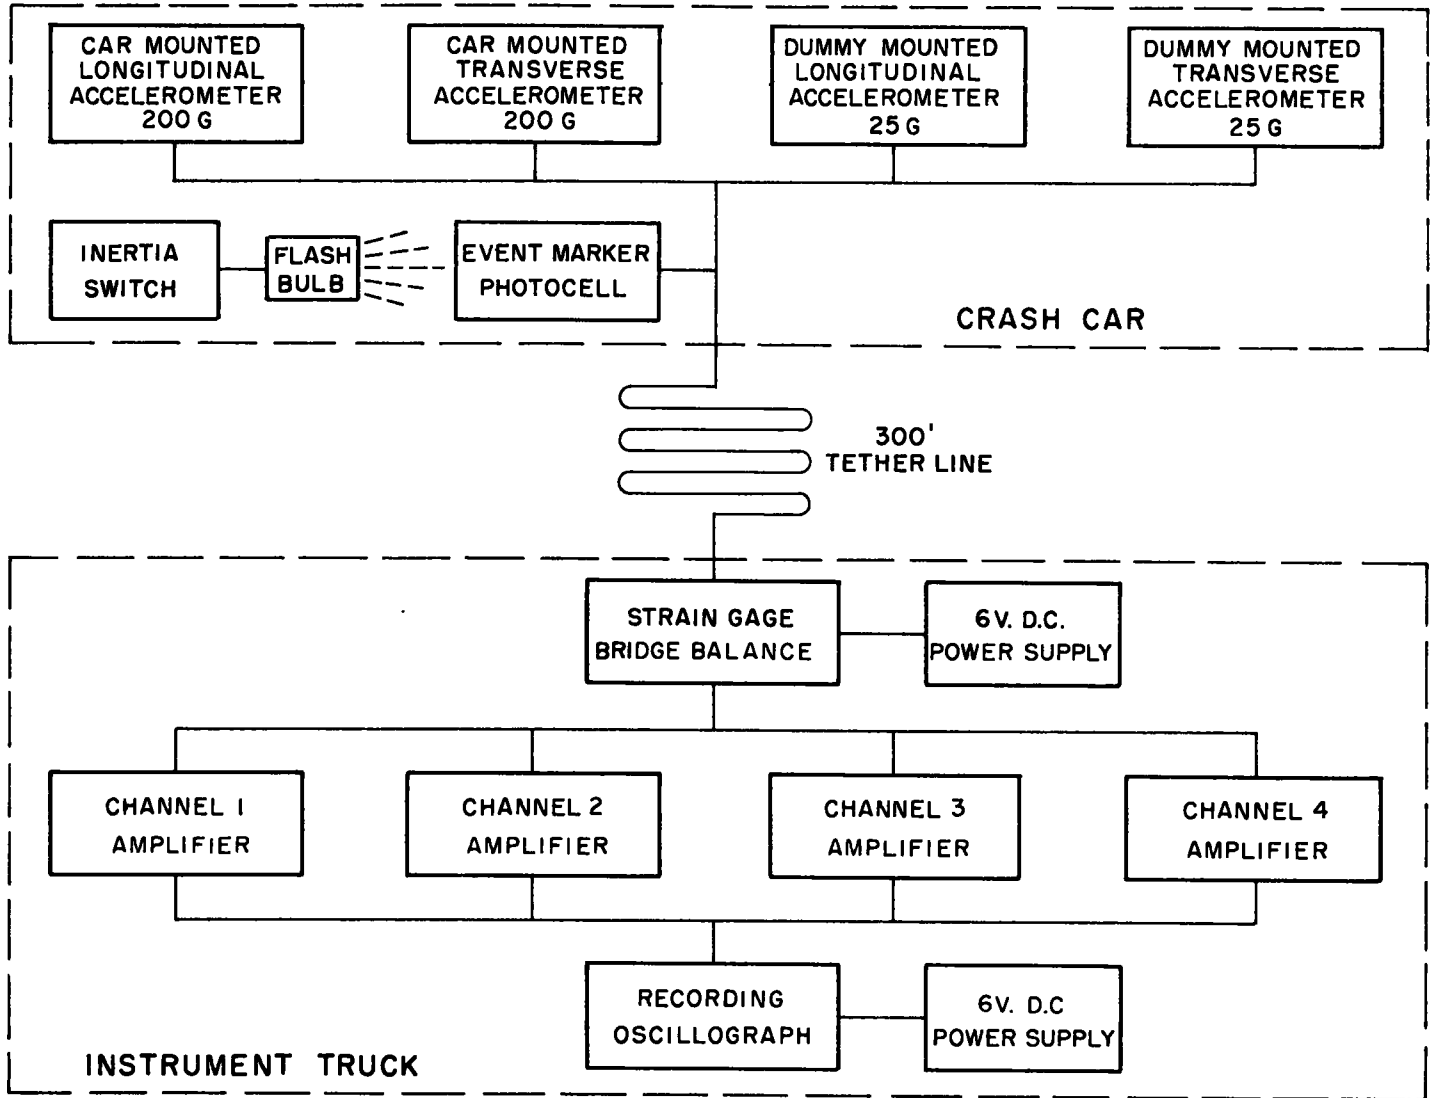 CAR MOUNTED
LONGITUDINAL
ACCELEROMETER
200 G
CAR MOUNTED
TRANSVERSE
ACCELEROMETER
200 G
DUMMY MOUNTED
LONGITUDINAL
ACCELEROMETER
25 G
DUMMY MOUNTED
TRANSVERSE
ACCELEROMETER
25 G
INERTIA
SWITCH
FLASH
BULB
EVENT MARKER
PHOTOCELL
CRASH CAR
300'
TETHER LINE
STRAIN GAGE
BRIDGE BALANCE
6V. D.C.
POWER SUPPLY
CHANNEL 1
AMPLIFIER
CHANNEL 2
AMPLIFIER
CHANNEL 3
AMPLIFIER
CHANNEL 4
AMPLIFIER
RECORDING
OSCILLOGRAPH
6V. D.C
POWER SUPPLY
INSTRUMENT TRUCK